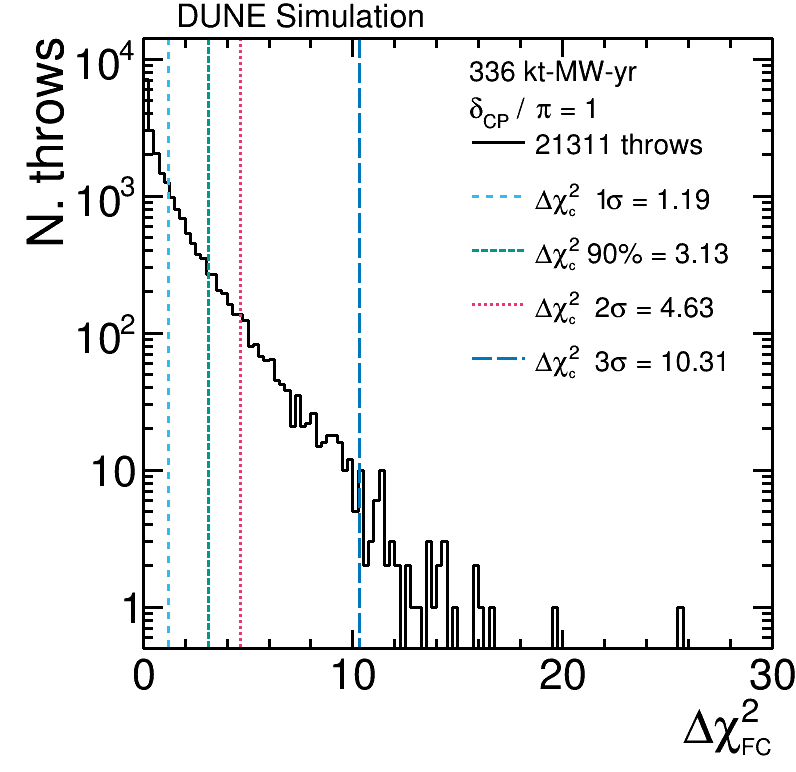 DUNE Simulation
N. throws
10⁴
10³
10²
10
1
336 kt-MW-yr
δ_CP / π = 1
21311 throws
Δχ²_c 1σ = 1.19
Δχ²_c 90% = 3.13
Δχ²_c 2σ = 4.63
Δχ²_c 3σ = 10.31
0 10 20 30
Δχ²_FC